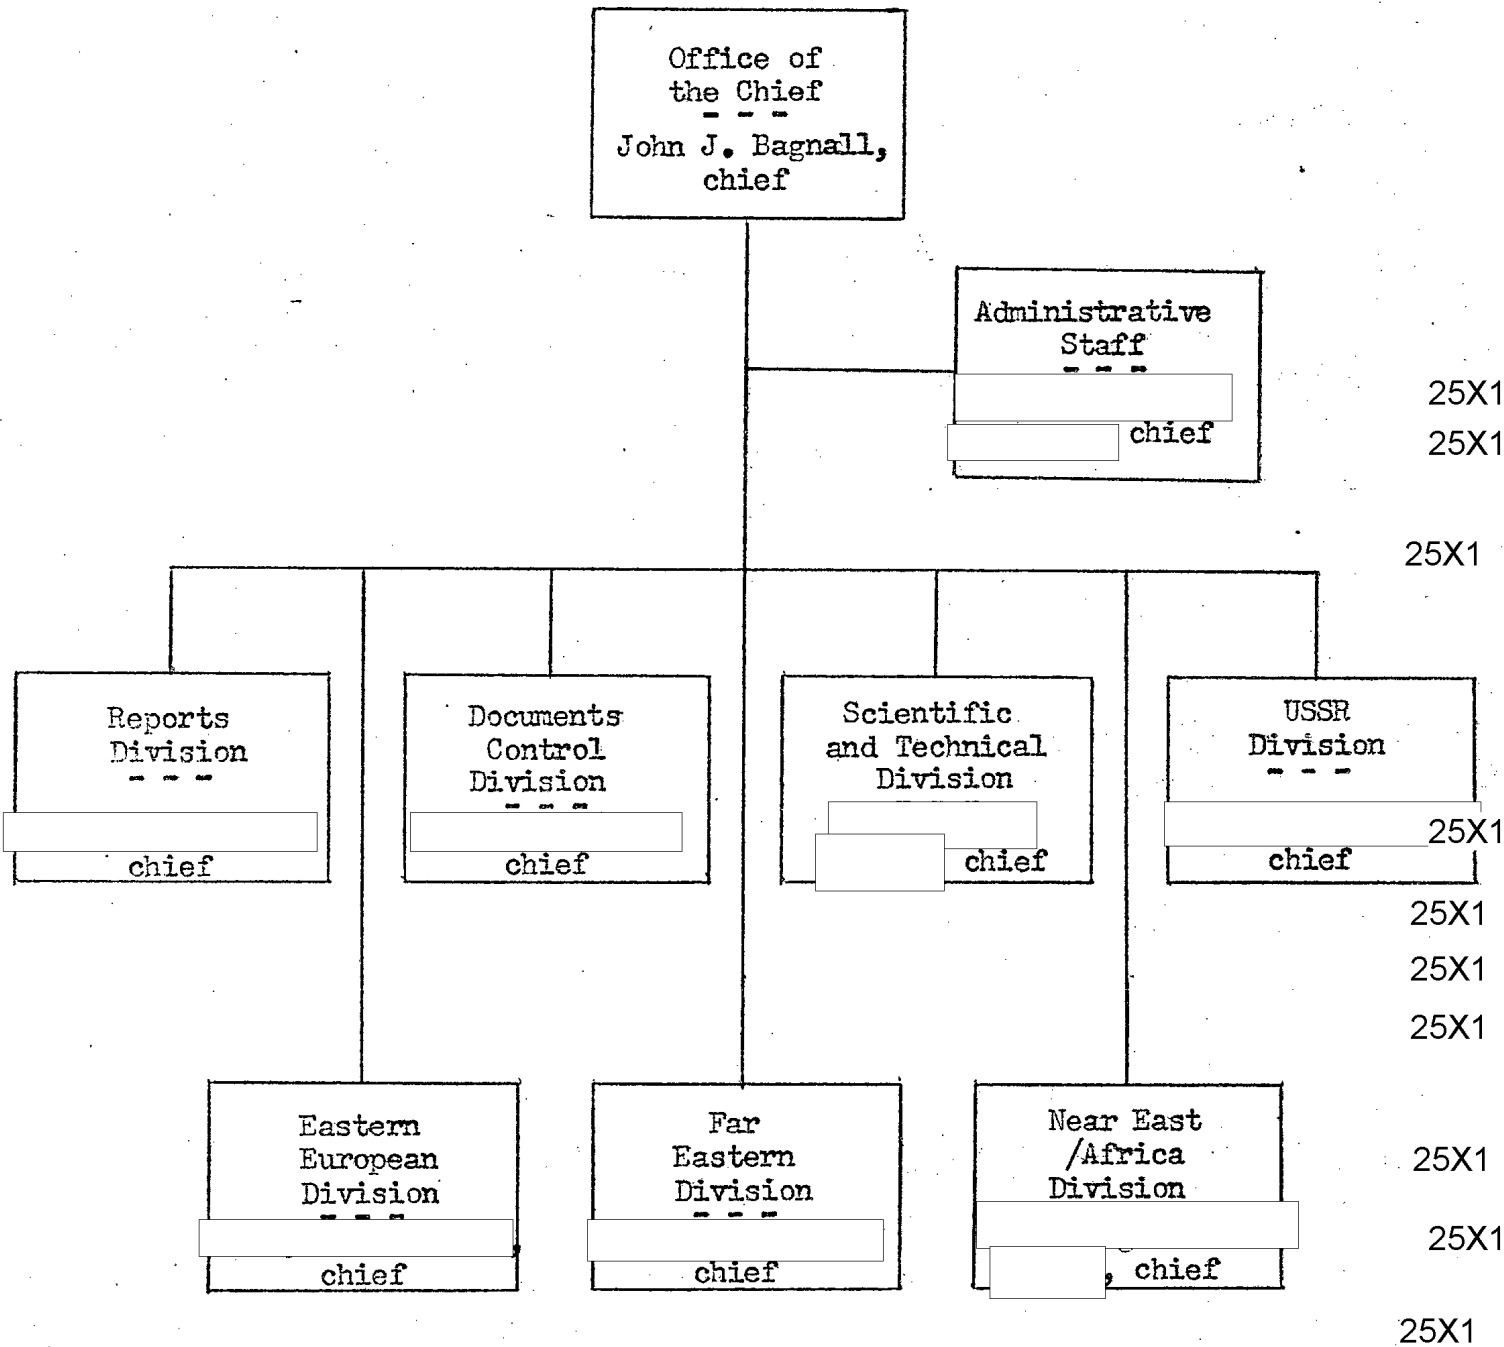 Office of
the Chief
- - -
John J. Bagnall,
chief
Administrative
Staff
- - -
25X1
chief
25X1
25X1
Reports
Division
- - -
chief
Documents
Control
Division
- - -
chief
Scientific
and Technical
Division
- - -
chief
USSR
Division
- - -
25X1
chief
25X1
25X1
25X1
Eastern
European
Division
- - -
chief
Far
Eastern
Division
- - -
chief
Near East
/Africa
Division
, chief
25X1
25X1
25X1